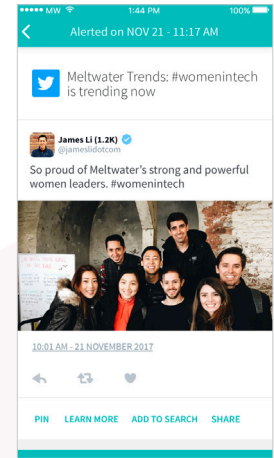 MW 1:44 PM 100%
Alerted on NOV 21 - 11:17 AM
Meltwater Trends: #womenintech
is trending now
James Li (1.2K)
@jameslidotcom
So proud of Meltwater's strong and powerful
women leaders. #womenintech
10:01 AM - 21 NOVEMBER 2017
PIN LEARN MORE ADD TO SEARCH SHARE